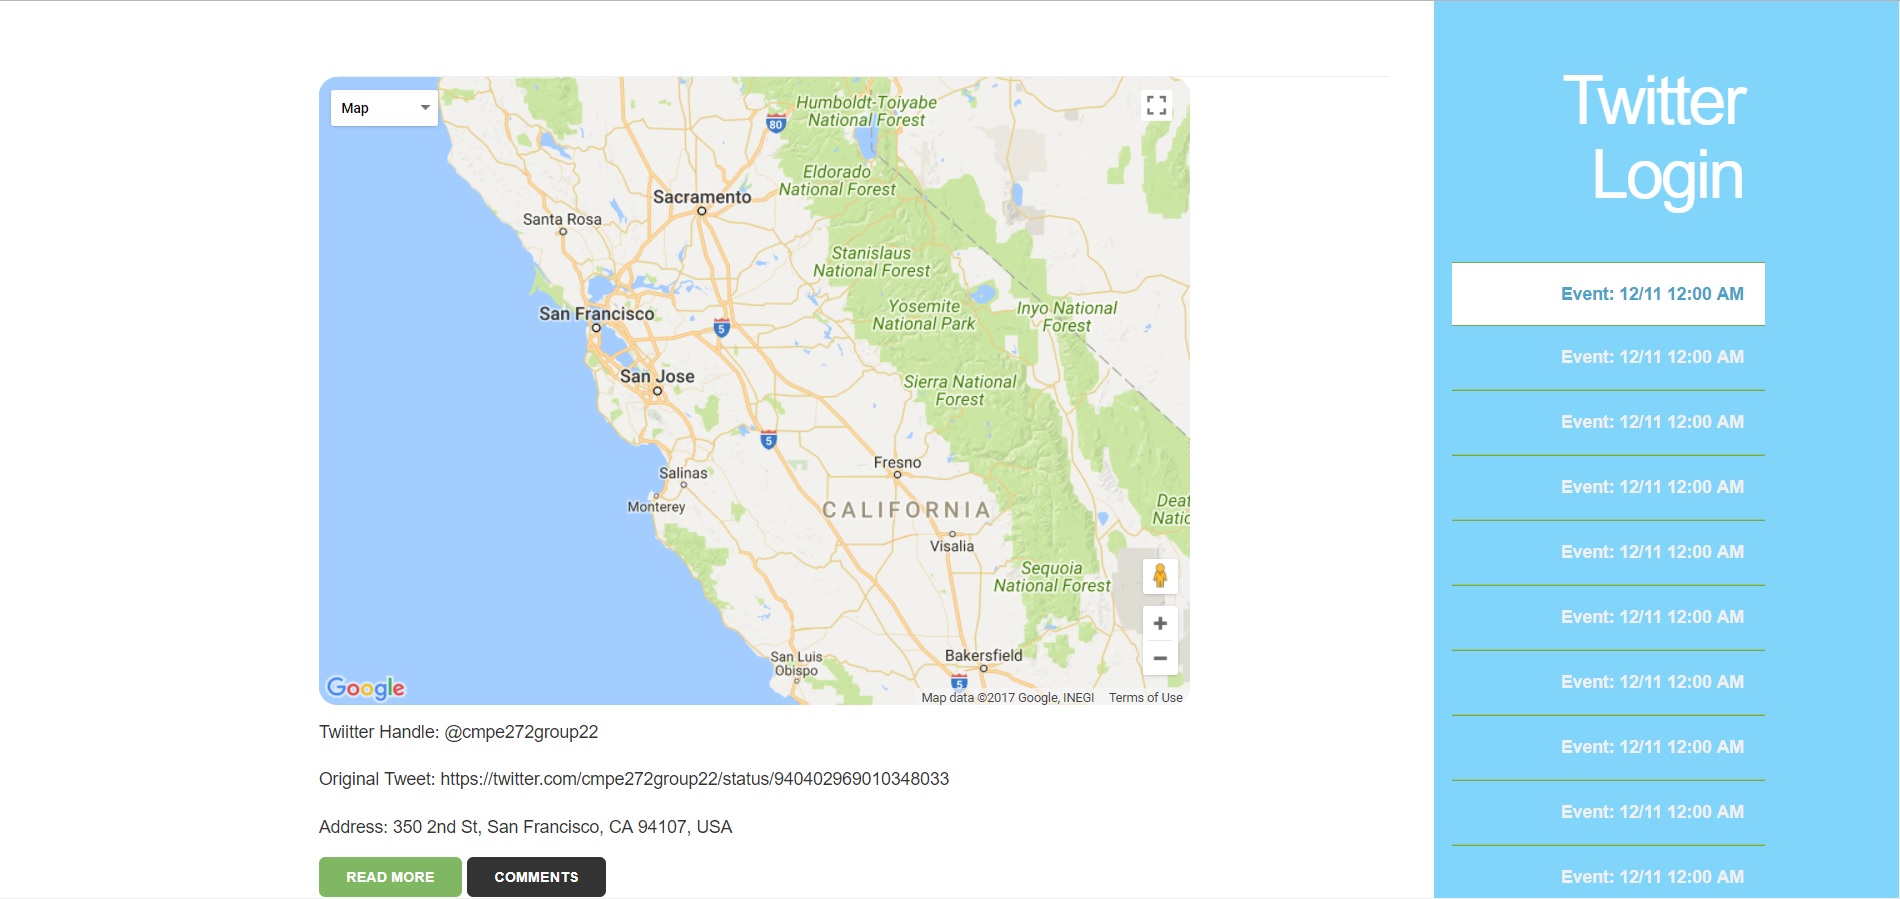 Map
Humboldt-Toiyabe
National Forest
80
Eldorado
National Forest
Sacramento
Santa Rosa
Stanislaus
National Forest
Yosemite
National Park
Inyo National
Forest
San Francisco
5
San Jose
Sierra National
Forest
5
Fresno
Salinas
Monterey
CALIFORNIA
Deat
Natic
Visalia
Sequoia
National Forest
San Luis
Obispo
Bakersfield
5
Google
Map data ©2017 Google, INEGI Terms of Use
Twiitter Handle: @cmpe272group22
Original Tweet: https://twitter.com/cmpe272group22/status/940402969010348033
Address: 350 2nd St, San Francisco, CA 94107, USA
READ MORE COMMENTS
Twitter
Login
Event: 12/11 12:00 AM
Event: 12/11 12:00 AM
Event: 12/11 12:00 AM
Event: 12/11 12:00 AM
Event: 12/11 12:00 AM
Event: 12/11 12:00 AM
Event: 12/11 12:00 AM
Event: 12/11 12:00 AM
Event: 12/11 12:00 AM
Event: 12/11 12:00 AM